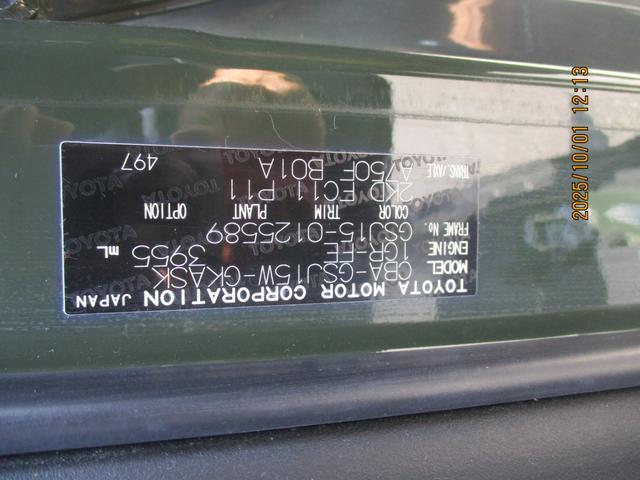 TOYOTA MOTOR CORPORATION JAPAN
MODEL CBA-GSJ15W-GKASK
ENGINE 1GR-FE 3955 mL
FRAME No. GSJ15-0125589
COLOR TRIM PLANT OPTION
2KD FC11 P11
TRANS./AXLE A750F B01A
497
2025/10/01 12:13